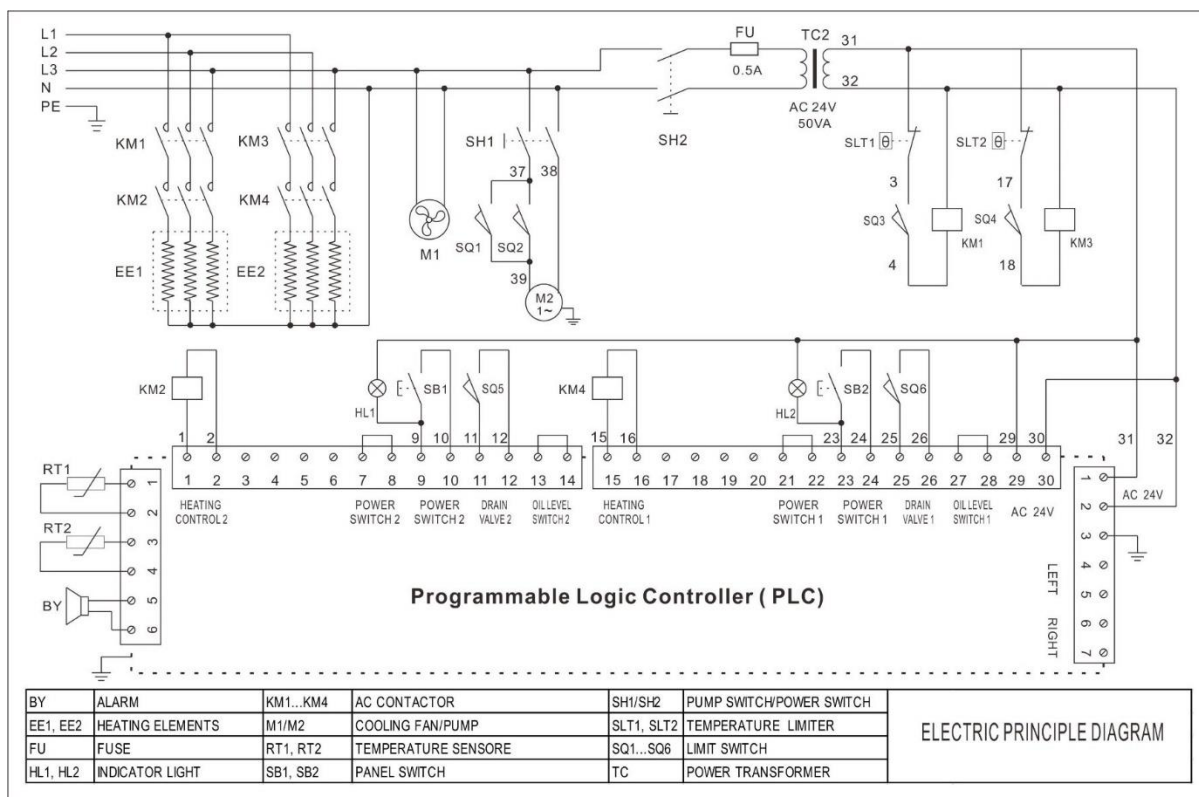 L1
L2
L3
N
PE
KM1
KM3
KM2
KM4
EE1
EE2
M1
SH1
37
38
SQ1
SQ2
39
M2
1~
SH2
FU
0.5A
TC2
31
32
AC 24V
50VA
SLT1
θ
SLT2
θ
3
17
SQ3
KM1
SQ4
KM3
4
18
KM2
HL1
SB1
SQ5
KM4
HL2
SB2
SQ6
1 2 9 10 11 12 15 16 23 24 25 26 29 30 31 32
1 2 3 4 5 6 7 8 9 10 11 12 13 14 15 16 17 18 19 20 21 22 23 24 25 26 27 28 29 30
HEATING
CONTROL 2
POWER
SWITCH 2
POWER
SWITCH 2
DRAIN
VALVE 2
OIL LEVEL
SWITCH 2
HEATING
CONTROL 1
POWER
SWITCH 1
POWER
SWITCH 1
DRAIN
VALVE 1
OIL LEVEL
SWITCH 1
AC 24V
RT1
RT2
BY
1
2
3
4
5
6
1
2
3
4
5
6
7
AC 24V
LEFT
RIGHT
Programmable Logic Controller ( PLC)
BY ALARM KM1...KM4 AC CONTACTOR SH1/SH2 PUMP SWITCH/POWER SWITCH
EE1, EE2 HEATING ELEMENTS M1/M2 COOLING FAN/PUMP SLT1, SLT2 TEMPERATURE LIMITER
FU FUSE RT1, RT2 TEMPERATURE SENSORE SQ1...SQ6 LIMIT SWITCH
HL1, HL2 INDICATOR LIGHT SB1, SB2 PANEL SWITCH TC POWER TRANSFORMER
ELECTRIC PRINCIPLE DIAGRAM